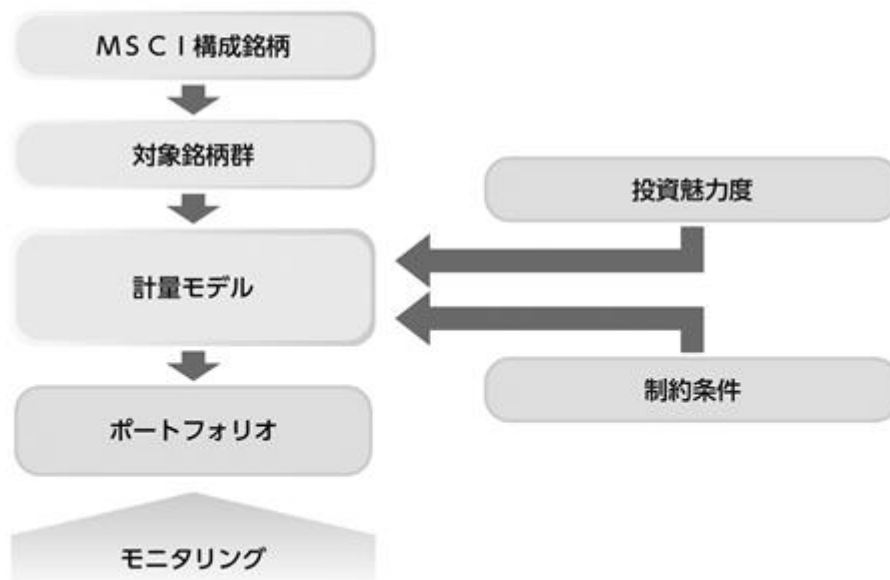 ＭＳＣＩ構成銘柄
対象銘柄群
投資魅力度
計量モデル
制約条件
ポートフォリオ
モニタリング